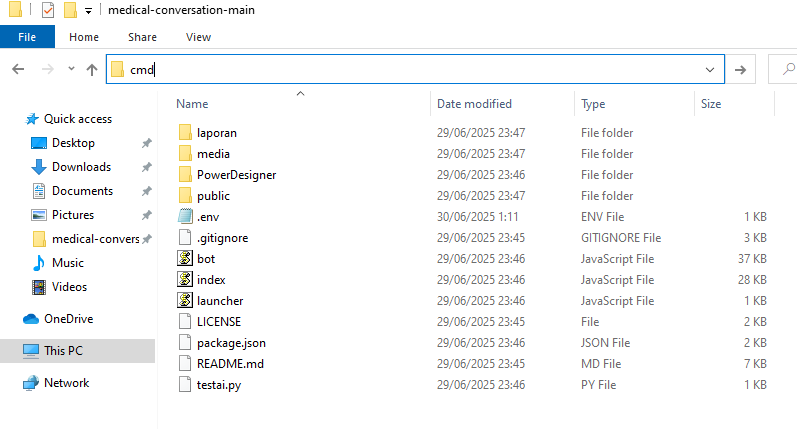 medical-conversation-main
File Home Share View
cmd
Name Date modified Type Size
Quick access
Desktop
Downloads
Documents
Pictures
medical-convers
Music
Videos
OneDrive
This PC
Network
laporan 29/06/2025 23:47 File folder
media 29/06/2025 23:47 File folder
PowerDesigner 29/06/2025 23:46 File folder
public 29/06/2025 23:47 File folder
.env 30/06/2025 1:11 ENV File 1 KB
.gitignore 29/06/2025 23:45 GITIGNORE File 3 KB
bot 29/06/2025 23:46 JavaScript File 37 KB
index 29/06/2025 23:46 JavaScript File 28 KB
launcher 29/06/2025 23:46 JavaScript File 1 KB
LICENSE 29/06/2025 23:45 File 2 KB
package.json 29/06/2025 23:46 JSON File 2 KB
README.md 29/06/2025 23:45 MD File 7 KB
testai.py 29/06/2025 23:46 PY File 1 KB